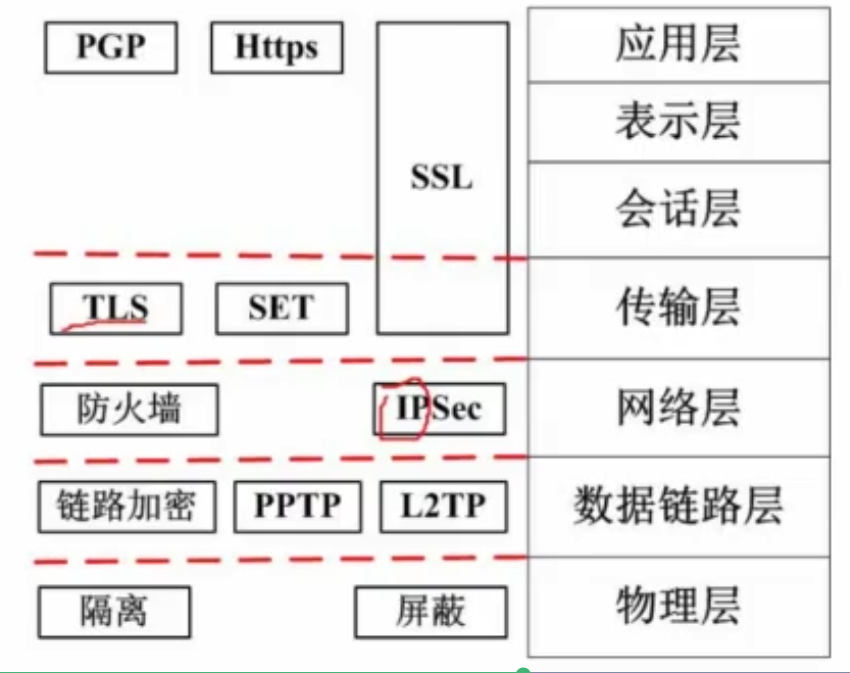 PGP Https 应用层
表示层
SSL
会话层
TLS SET 传输层
防火墙 IPSec 网络层
链路加密 PPTP L2TP 数据链路层
隔离 屏蔽 物理层